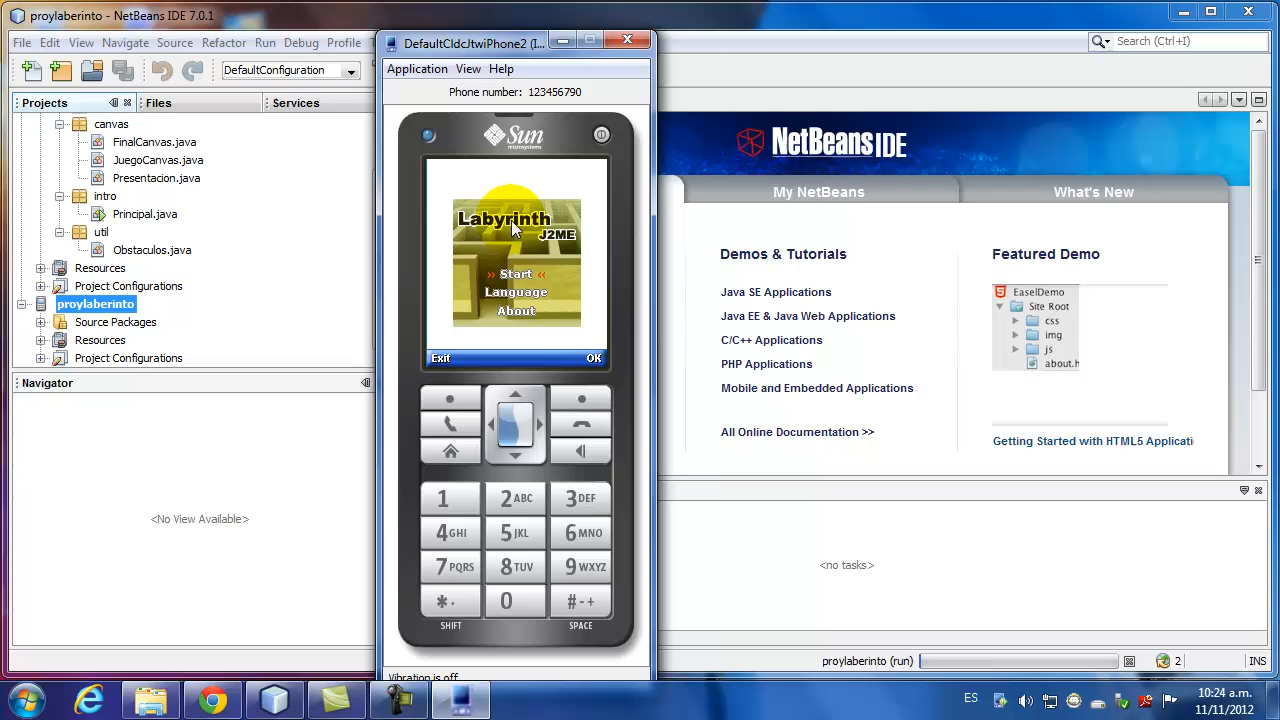 proylaberinto - NetBeans IDE 7.0.1
File Edit View Navigate Source Refactor Run Debug Profile
Search (Ctrl+I)
DefaultConfiguration
Projects Files Services
canvas
FinalCanvas.java
JuegoCanvas.java
Presentacion.java
intro
Principal.java
util
Obstaculos.java
Resources
Project Configurations
proylaberinto
Source Packages
Resources
Project Configurations
Navigator
<No View Available>
DefaultCldcJtwiPhone2 (I...
Application View Help
Phone number: 123456790
Sun
microsystems
Labyrinth
J2ME
›› Start ‹‹
Language
About
Exit OK
1 2 ABC 3 DEF
4 GHI 5 JKL 6 MNO
7 PQRS 8 TUV 9 WXYZ
* . 0 # - +
SHIFT SPACE
Vibration is off
NetBeans IDE
My NetBeans What's New
Demos & Tutorials
Java SE Applications
Java EE & Java Web Applications
C/C++ Applications
PHP Applications
Mobile and Embedded Applications
All Online Documentation >>
Featured Demo
5 EaselDemo
Site Root
css
img
js
about.h
Getting Started with HTML5 Applicati
<no tasks>
proylaberinto (run) 2 INS
ES
10:24 a.m.
11/11/2012